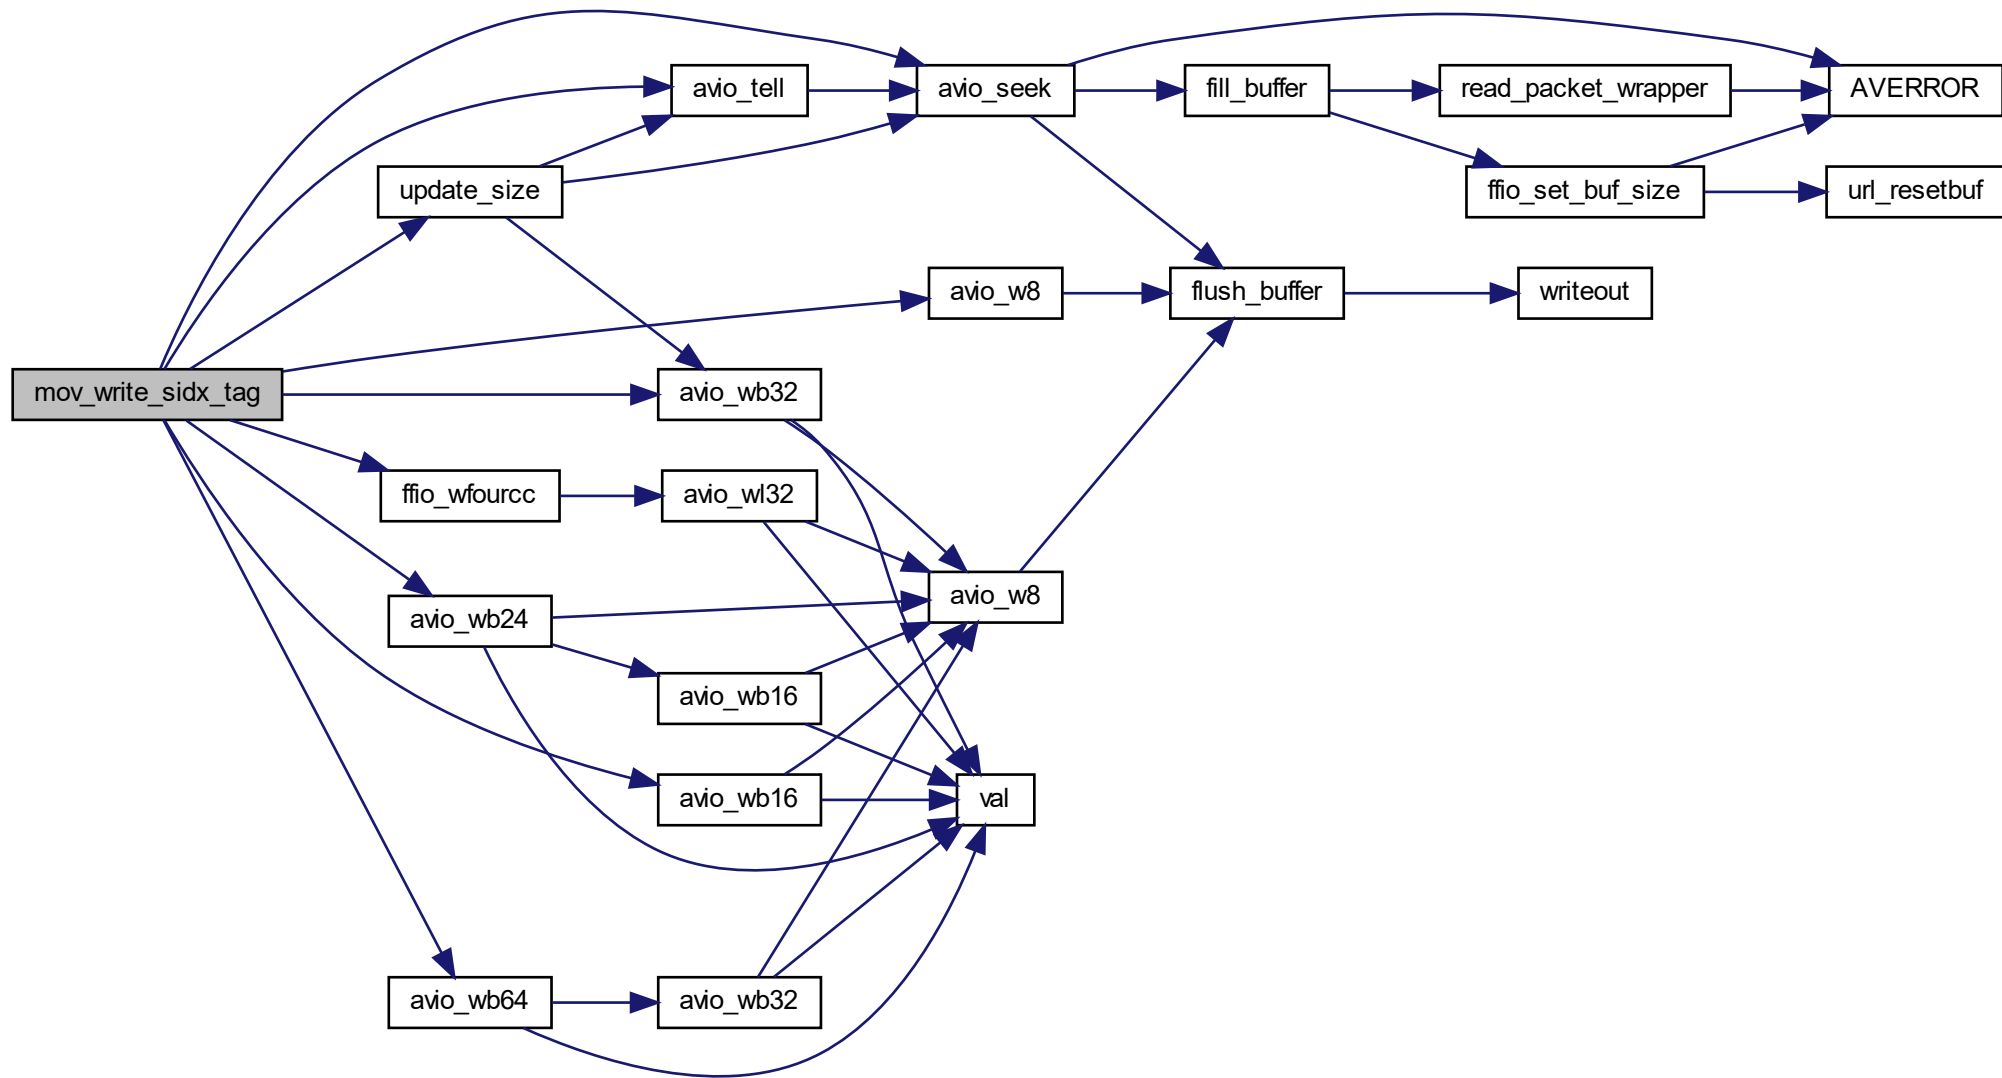 avio_tell
avio_seek
fill_buffer
read_packet_wrapper
AVERROR
update_size
ffio_set_buf_size
url_resetbuf
avio_w8
flush_buffer
writeout
mov_write_sidx_tag
avio_wb32
ffio_wfourcc
avio_wl32
avio_w8
avio_wb24
avio_wb16
avio_wb16
val
avio_wb64
avio_wb32